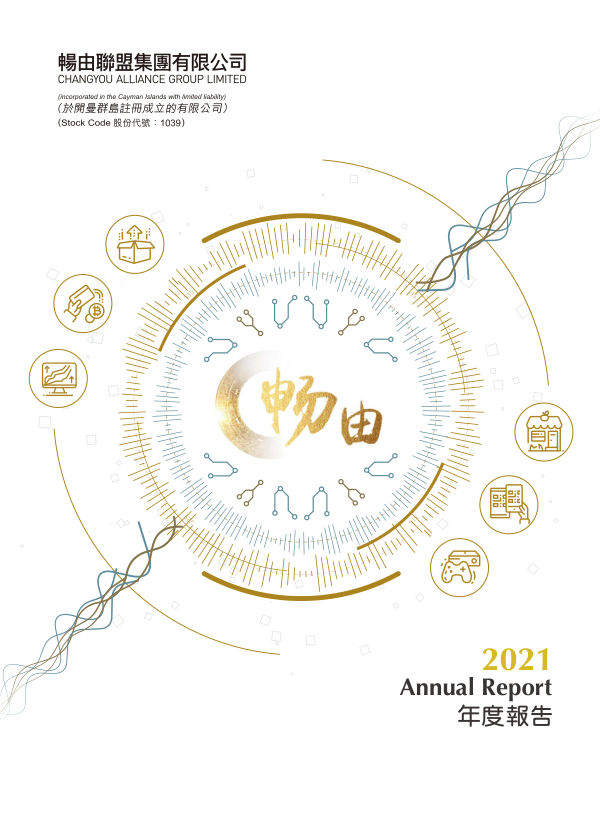 暢由聯盟集團有限公司
CHANGYOU ALLIANCE GROUP LIMITED
(incorporated in the Cayman Islands with limited liability)
（於開曼群島註冊成立的有限公司）
(Stock Code 股份代號：1039)
畅由
2021
Annual Report
年度報告